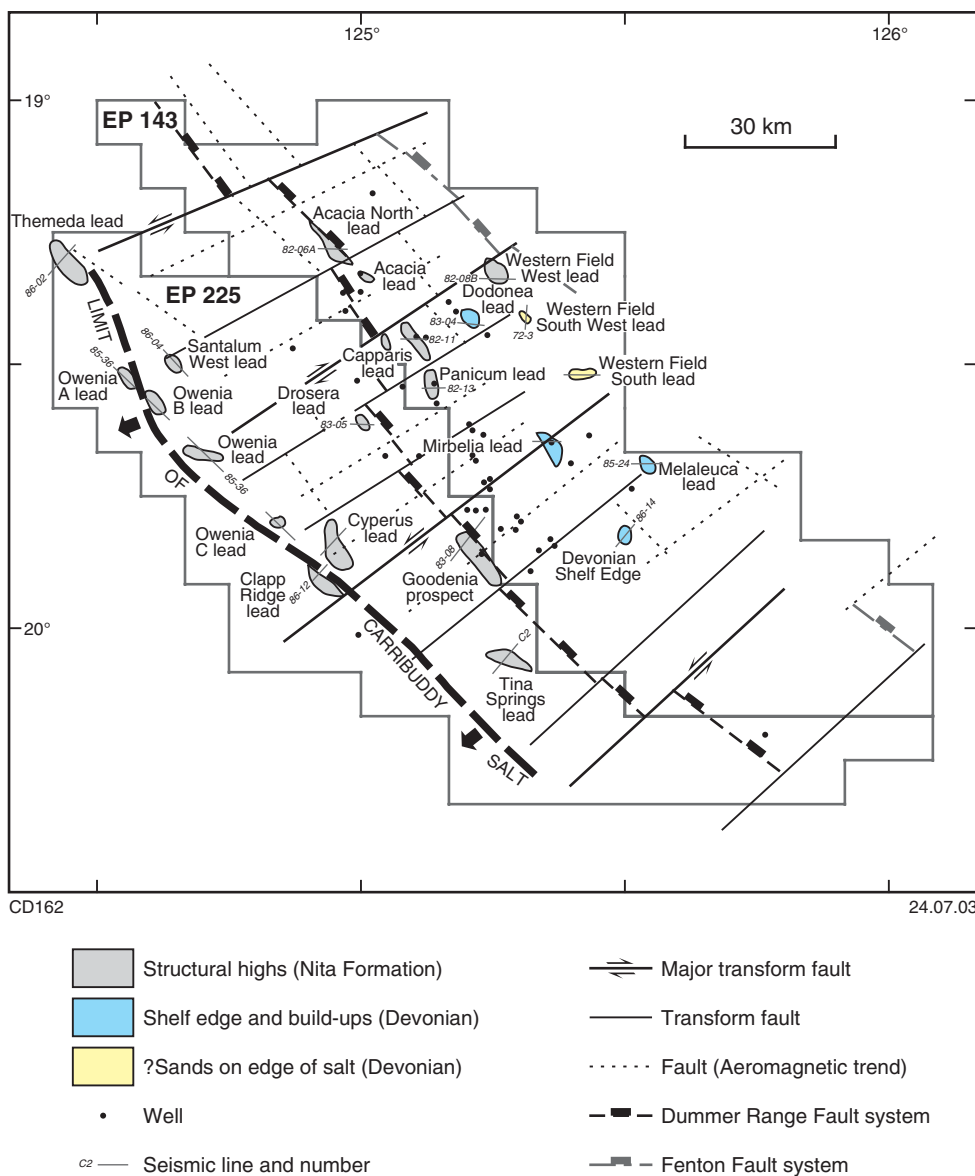 125°
126°
19°
EP 143
30 km
Themeda lead
Acacia North
lead
82-06A
86-02
Acacia
lead
Western Field
West lead
82-08B
EP 225
Dodonea
lead
83-04
Western Field
South West lead
72-3
LIMIT
86-04
Santalum
West lead
85-36
82-11
Capparis
lead
Owenia
A lead
Owenia
B lead
Drosera
lead
83-05
Panicum lead
82-13
Western Field
South lead
Owenia
lead
85-36
Mirbelia lead
85-24
Melaleuca
lead
OF
86-14
Owenia
C lead
Cyperus
lead
Devonian
Shelf Edge
83-08
Clapp
Ridge
lead
86-12
Goodenia
prospect
20°
CARRIBUDDY
C2
Tina
Springs
lead
SALT
CD162
24.07.03
Structural highs (Nita Formation)
Major transform fault
Shelf edge and build-ups (Devonian)
Transform fault
?Sands on edge of salt (Devonian)
Fault (Aeromagnetic trend)
Well
Dummer Range Fault system
C2
Seismic line and number
Fenton Fault system